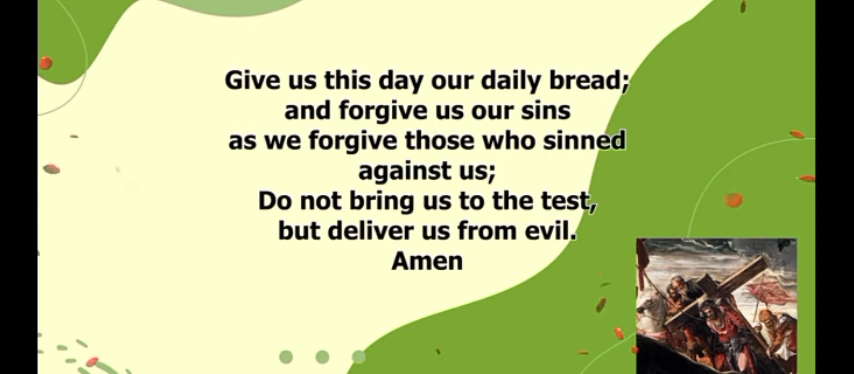 Give us this day our daily bread;
and forgive us our sins
as we forgive those who sinned
against us;
Do not bring us to the test,
but deliver us from evil.
Amen